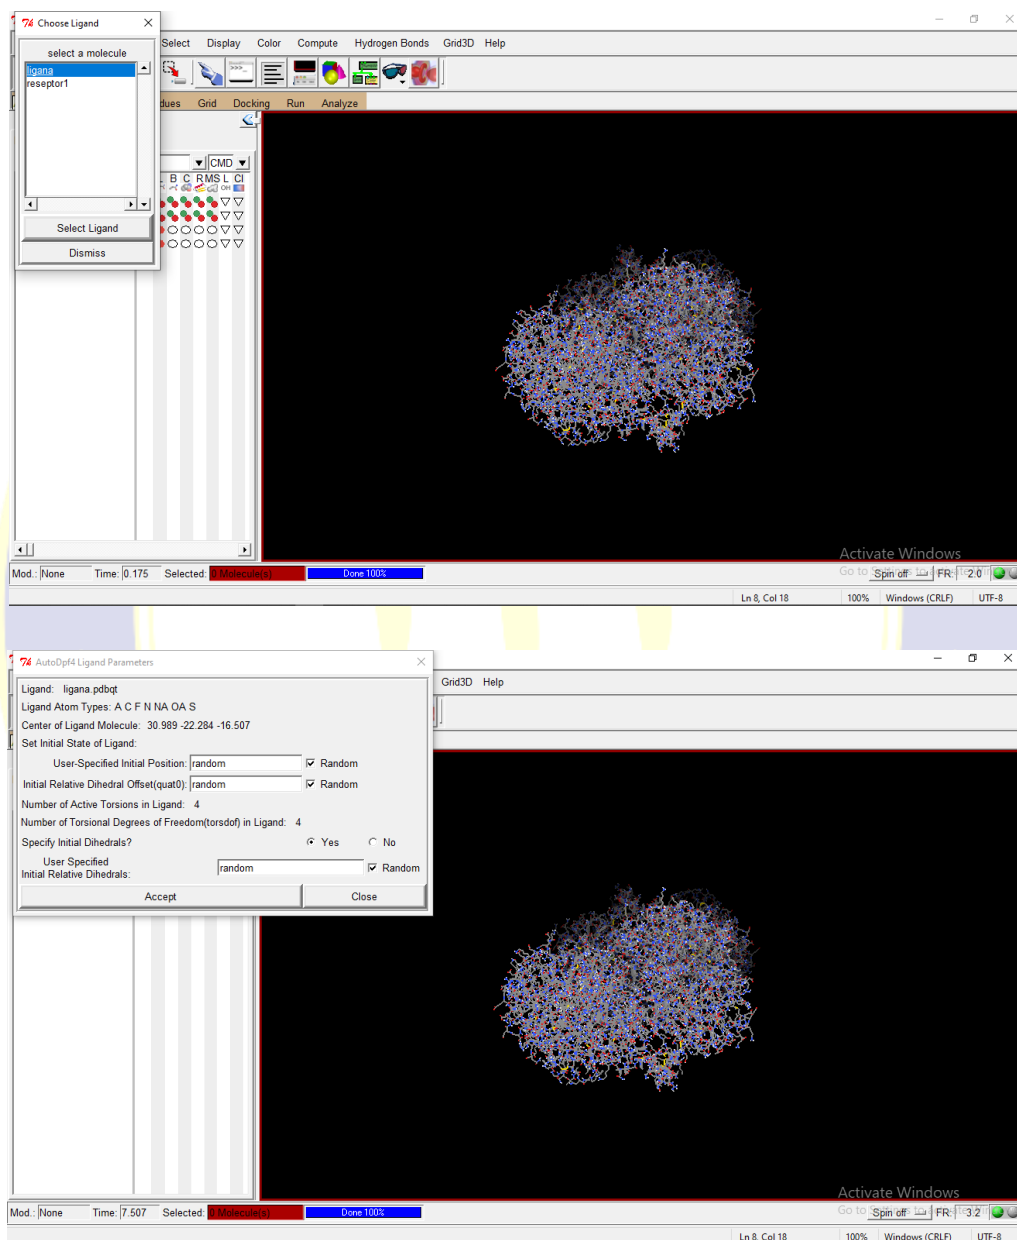 Choose Ligand
select a molecule
ligana
reseptor1
Select Ligand
Dismiss
Select Display Color Compute Hydrogen Bonds Grid3D Help
dues Grid Docking Run Analyze
CMD
B C R MS L Cl
Mod.: None Time: 0.175 Selected: 0 Molecule(s) Done 100% Spin off FR: 2.0
Activate Windows
Ln 8, Col 18 100% Windows (CRLF) UTF-8
AutoDpf4 Ligand Parameters
Grid3D Help
Ligand: ligana.pdbqt
Ligand Atom Types: A C F N NA OA S
Center of Ligand Molecule: 30.989 -22.284 -16.507
Set Initial State of Ligand:
User-Specified Initial Position: random Random
Initial Relative Dihedral Offset(quat0): random Random
Number of Active Torsions in Ligand: 4
Number of Torsional Degrees of Freedom(torsdof) in Ligand: 4
Specify Initial Dihedrals? Yes No
User Specified
Initial Relative Dihedrals: random Random
Accept Close
Activate Windows
Mod.: None Time: 7.507 Selected: 0 Molecule(s) Done 100% Spin off FR: 3.2
Ln 8, Col 18 100% Windows (CRLF) UTF-8